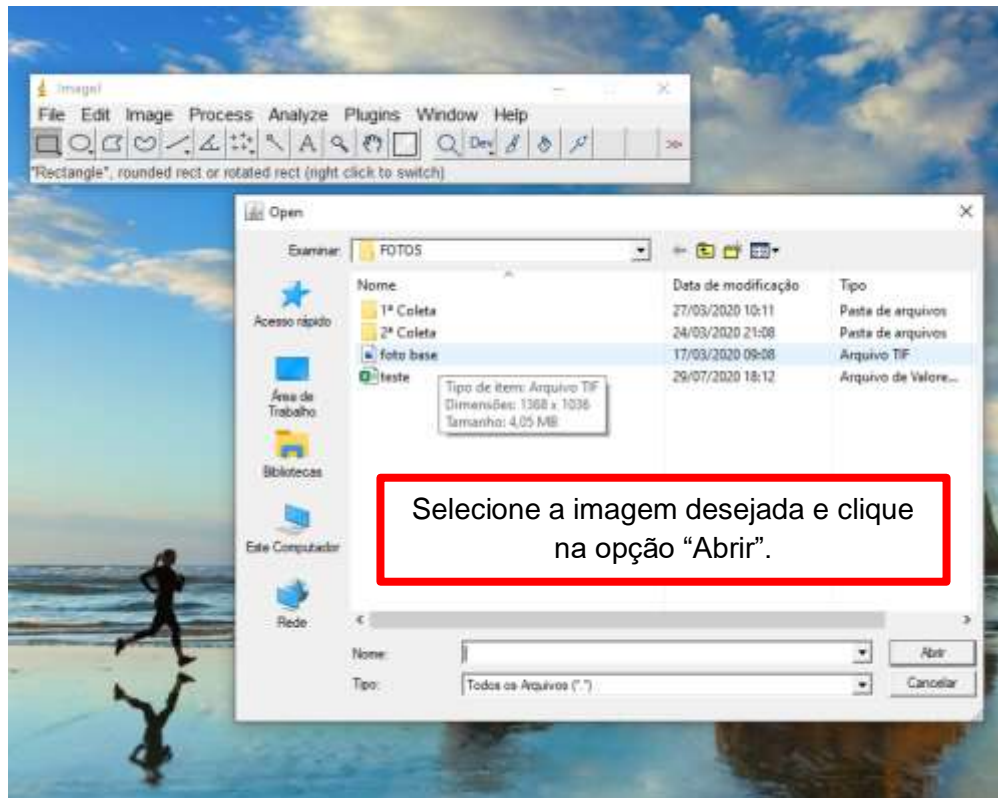 ImageJ
File Edit Image Process Analyze Plugins Window Help
A Dev >>
"Rectangle", rounded rect or rotated rect (right click to switch)
Open
Examinar: FOTOS
Nome Data de modificação Tipo
1ª Coleta 27/03/2020 10:11 Pasta de arquivos
2ª Coleta 24/03/2020 21:08 Pasta de arquivos
foto base 17/03/2020 09:08 Arquivo TIF
teste 29/07/2020 18:12 Arquivo de Valore...
Tipo de item: Arquivo TIF
Dimensões: 1368 x 1036
Tamanho: 4,05 MB
Acesso rápido
Área de
Trabalho
Bibliotecas
Este Computador
Rede
Selecione a imagem desejada e clique
na opção “Abrir”.
Nome: Abrir
Tipo: Todos os Arquivos (*.*) Cancelar